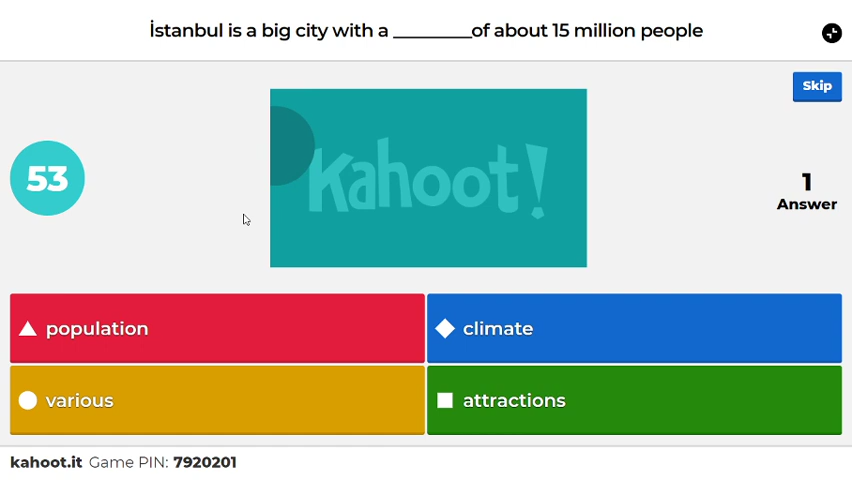 İstanbul is a big city with a _________of about 15 million people
Skip
53
Kahoot!
1
Answer
population
climate
various
attractions
kahoot.it Game PIN: 7920201